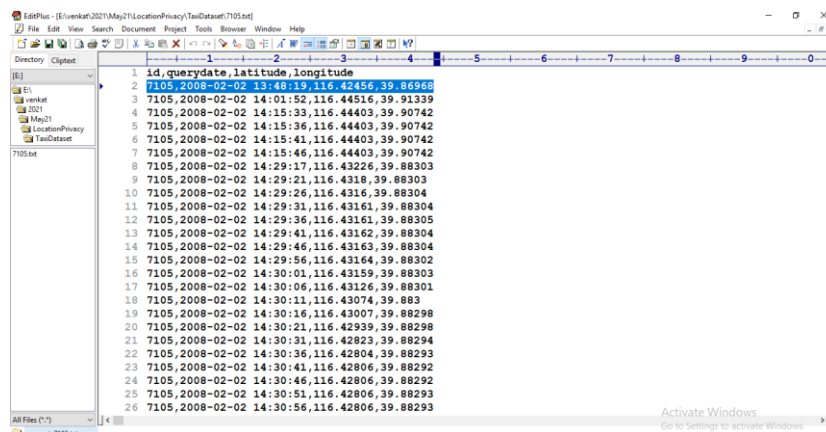 EditPlus - [E:\venkat\2021\May21\LocationPrivacy\TaxiDataset\7105.txt]
File Edit View Search Document Project Tools Browser Window Help
Directory Cliptext
----+----1----+----2----+----3----+----4----+----5----+----6----+----7----+----8----+----9----+----0--
[E:]
E:\
venkat
2021
May21
LocationPrivacy
TaxiDataset
7105.txt
1 id,querydate,latitude,longitude
2 7105,2008-02-02 13:48:19,116.42456,39.86968
3 7105,2008-02-02 14:01:52,116.44516,39.91339
4 7105,2008-02-02 14:15:33,116.44403,39.90742
5 7105,2008-02-02 14:15:36,116.44403,39.90742
6 7105,2008-02-02 14:15:41,116.44403,39.90742
7 7105,2008-02-02 14:15:46,116.44403,39.90742
8 7105,2008-02-02 14:29:17,116.43226,39.88303
9 7105,2008-02-02 14:29:21,116.4318,39.88303
10 7105,2008-02-02 14:29:26,116.4316,39.88304
11 7105,2008-02-02 14:29:31,116.43161,39.88304
12 7105,2008-02-02 14:29:36,116.43161,39.88305
13 7105,2008-02-02 14:29:41,116.43162,39.88304
14 7105,2008-02-02 14:29:46,116.43163,39.88304
15 7105,2008-02-02 14:29:56,116.43164,39.88302
16 7105,2008-02-02 14:30:01,116.43159,39.88303
17 7105,2008-02-02 14:30:06,116.43126,39.88301
18 7105,2008-02-02 14:30:11,116.43074,39.883
19 7105,2008-02-02 14:30:16,116.43007,39.88298
20 7105,2008-02-02 14:30:21,116.42939,39.88298
21 7105,2008-02-02 14:30:31,116.42823,39.88294
22 7105,2008-02-02 14:30:36,116.42804,39.88293
23 7105,2008-02-02 14:30:41,116.42806,39.88292
24 7105,2008-02-02 14:30:46,116.42806,39.88292
25 7105,2008-02-02 14:30:51,116.42806,39.88293
26 7105,2008-02-02 14:30:56,116.42806,39.88293
All Files (*.*)
Activate Windows
Go to Settings to activate Windows.